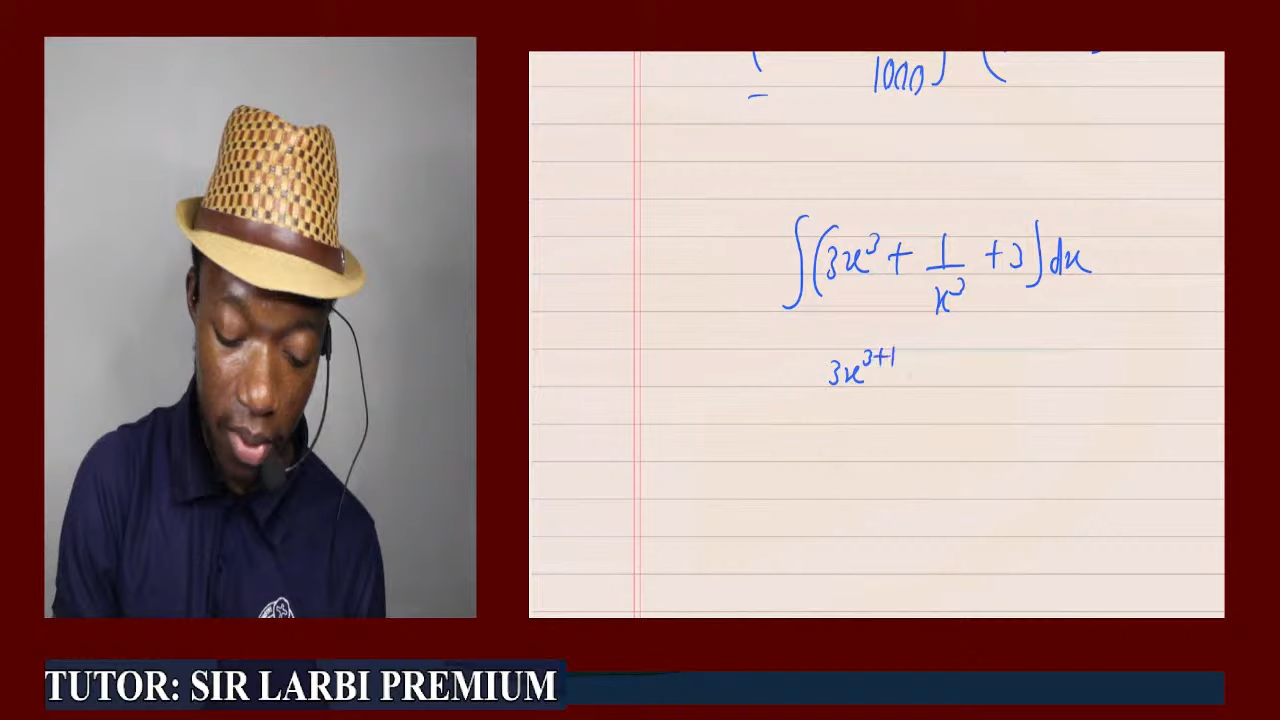 1000
∫(3x³ + 1/x³ + 3)dx
3x³⁺¹
TUTOR: SIR LARBI PREMIUM